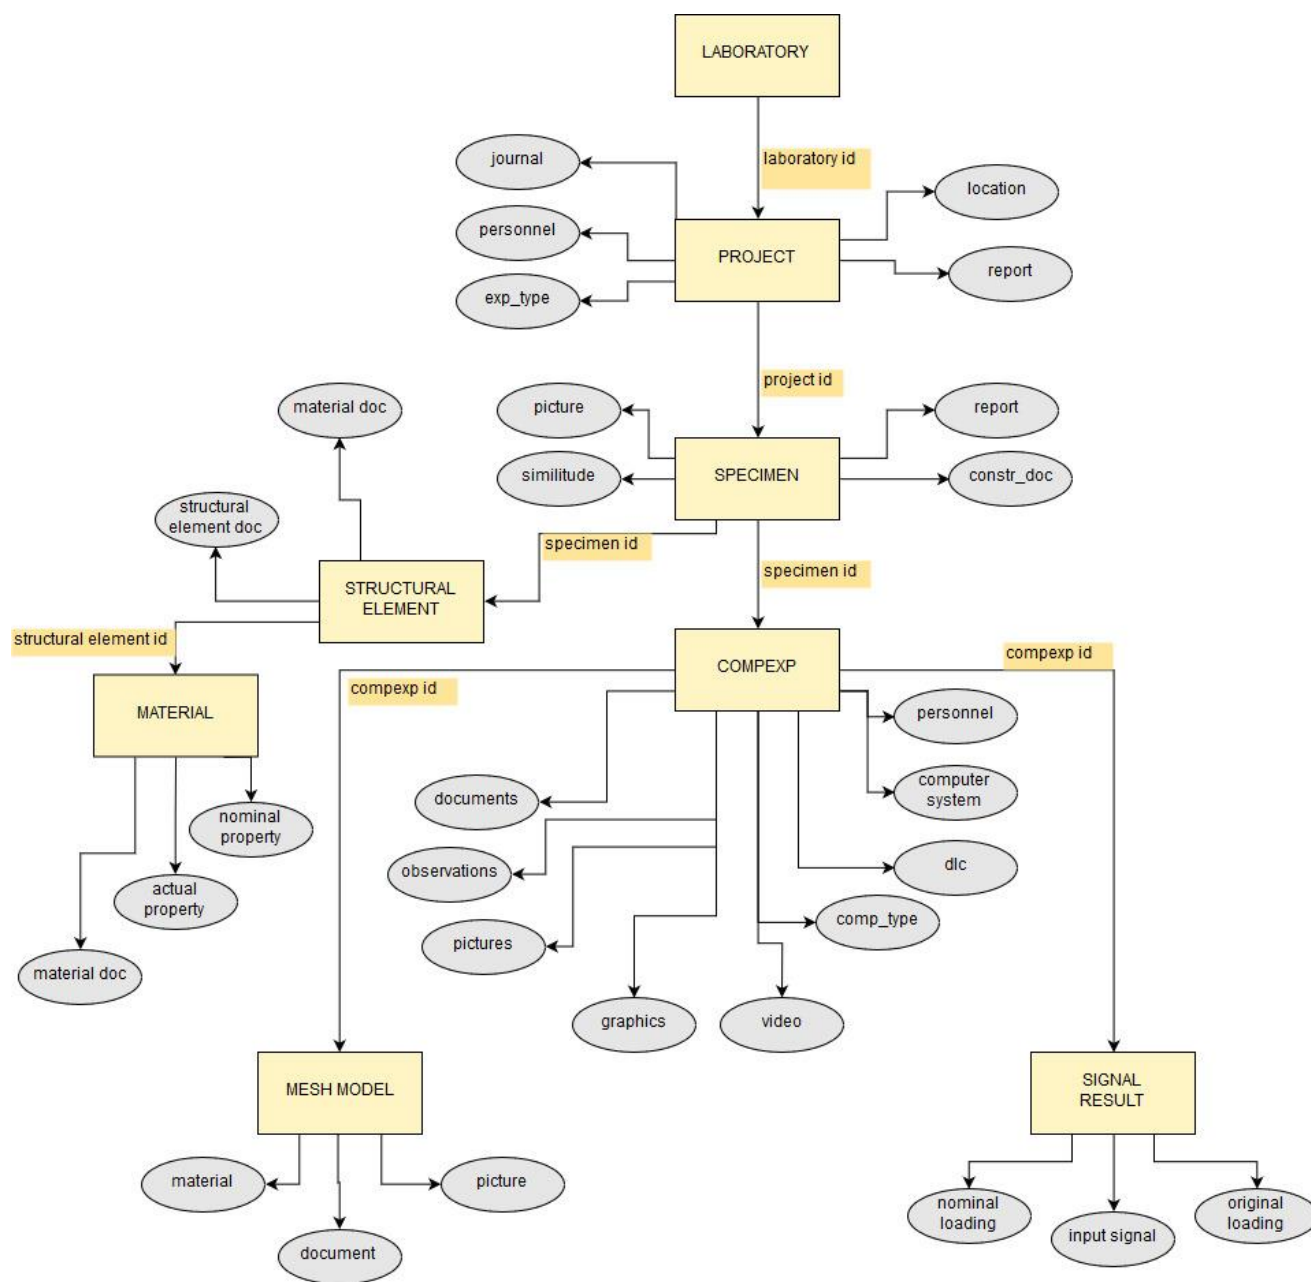 LABORATORY
laboratory id
journal
location
personnel
PROJECT
report
exp_type
project id
material doc
picture
report
similitude
SPECIMEN
constr_doc
structural
element doc
specimen id
specimen id
STRUCTURAL
ELEMENT
structural element id
COMPEXP
compexp id
compexp id
MATERIAL
personnel
documents
computer
system
nominal
property
observations
dlc
actual
property
comp_type
pictures
material doc
graphics
video
MESH MODEL
SIGNAL
RESULT
material
picture
nominal
loading
original
loading
input signal
document